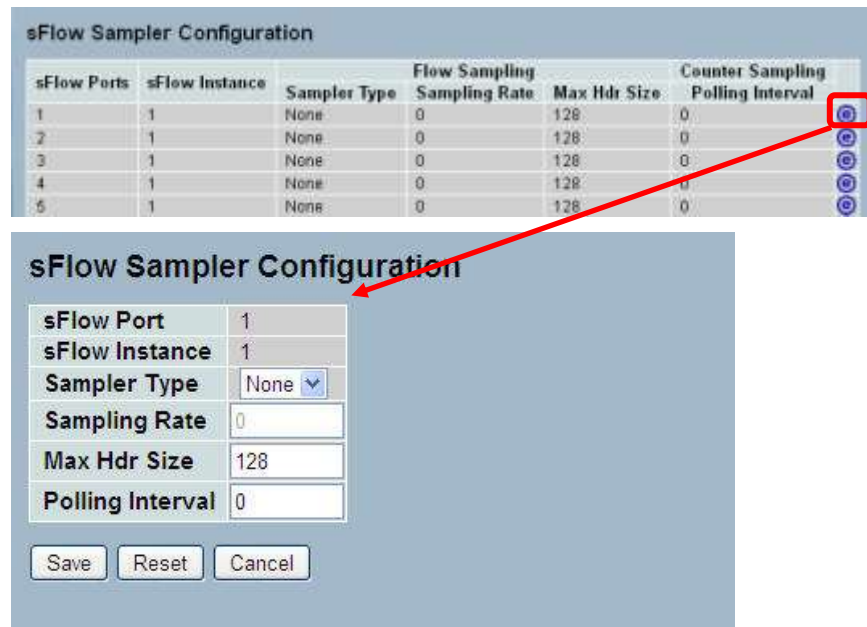 sFlow Sampler Configuration
Flow Sampling Counter Sampling
sFlow Ports sFlow Instance Sampler Type Sampling Rate Max Hdr Size Polling Interval
1 1 None 0 128 0 e
2 1 None 0 128 0 e
3 1 None 0 128 0 e
4 1 None 0 128 0 e
5 1 None 0 128 0 e
sFlow Sampler Configuration
sFlow Port 1
sFlow Instance 1
Sampler Type None
Sampling Rate 0
Max Hdr Size 128
Polling Interval 0
Save Reset Cancel